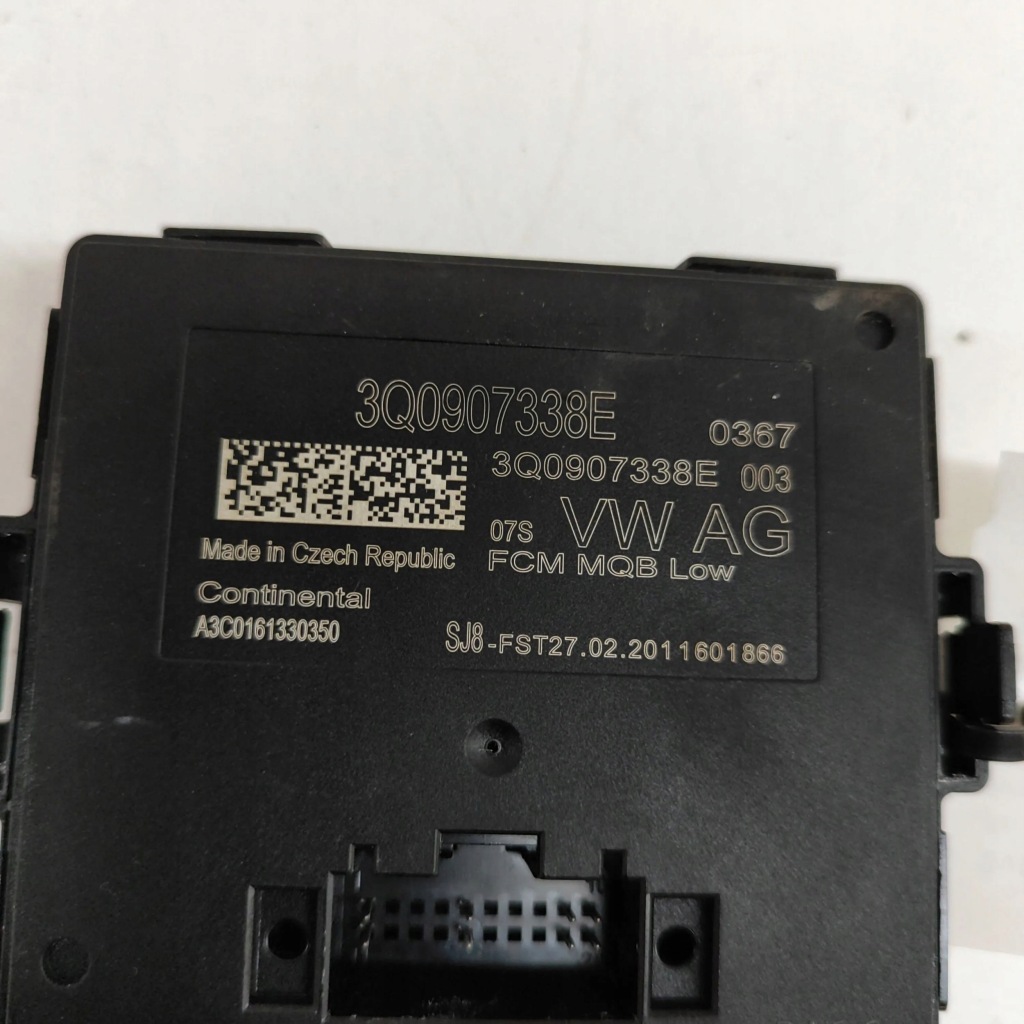 3Q0907338E
0367
3Q0907338E 003
07S VW AG
Made in Czech Republic
FCM MQB Low
Continental
A3C0161330350
SJ8-FST27.02.2011601866